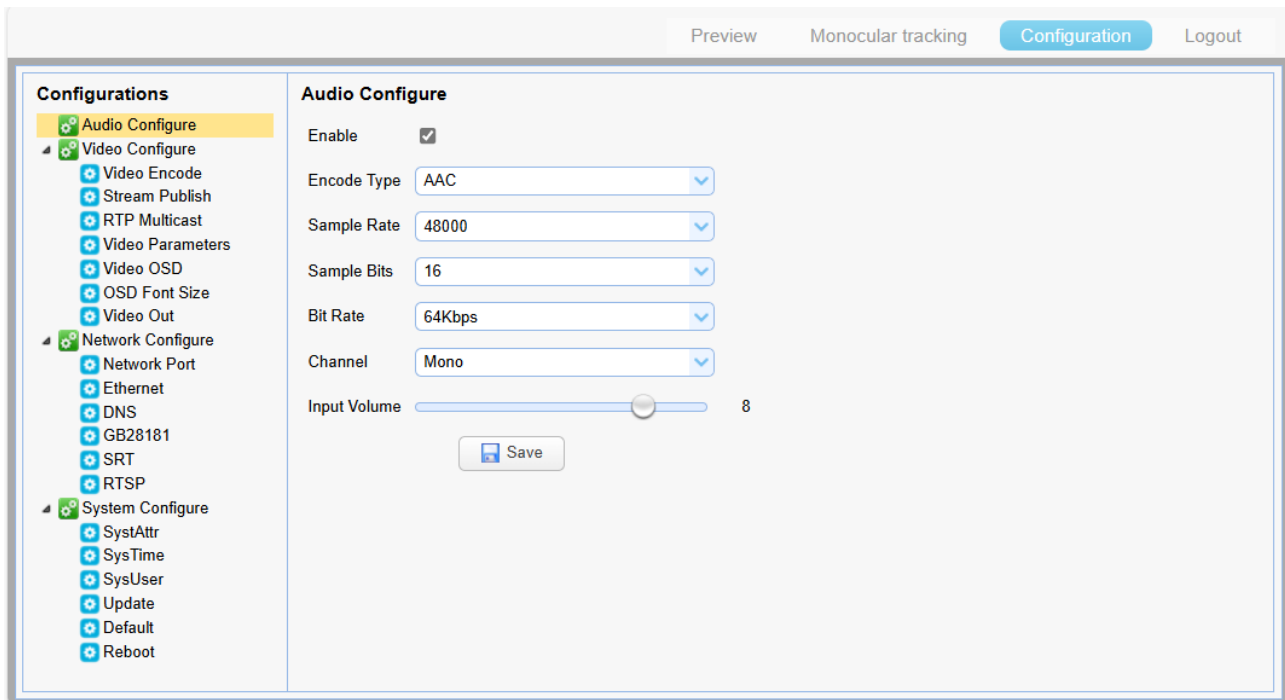 Preview Monocular tracking Configuration Logout
Configurations
Audio Configure
Video Configure
Video Encode
Stream Publish
RTP Multicast
Video Parameters
Video OSD
OSD Font Size
Video Out
Network Configure
Network Port
Ethernet
DNS
GB28181
SRT
RTSP
System Configure
SystAttr
SysTime
SysUser
Update
Default
Reboot
Audio Configure
Enable
Encode Type AAC
Sample Rate 48000
Sample Bits 16
Bit Rate 64Kbps
Channel Mono
Input Volume 8
Save